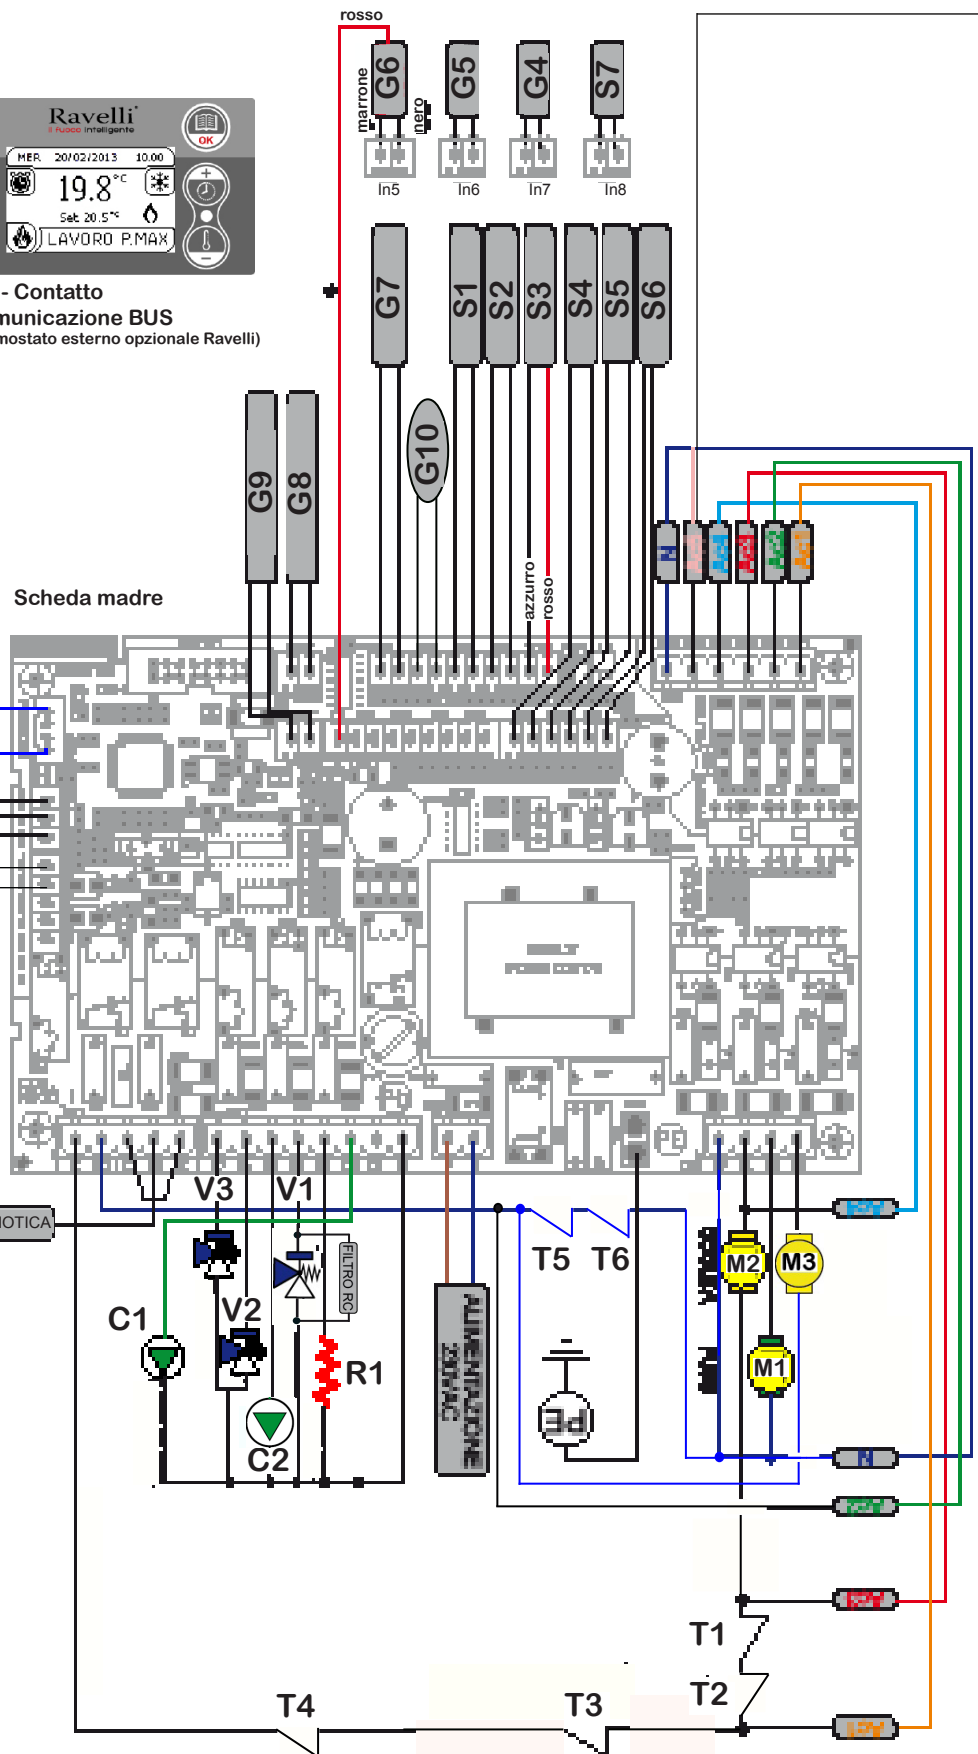 rosso
marrone
G6
nero
G5
G4
S7
In5
In6
In7
In8
Ravelli
il fuoco intelligente
OK
MER 20/02/2013 10.00
19.8°C
Set 20.5°C
LAVORO P.MAX
- Contatto
municazione BUS
mostato esterno opzionale Ravelli)
G7
S1
S2
S3
S4
S5
S6
G10
G9
G8
azzurro
rosso
N
Scheda madre
V3
V1
OTICA
FILTRO RC
T5
T6
M2
M3
C1
V2
R1
M1
ALIMENTAZIONE
230VAC
PE
C2
N
T1
T2
T4
T3